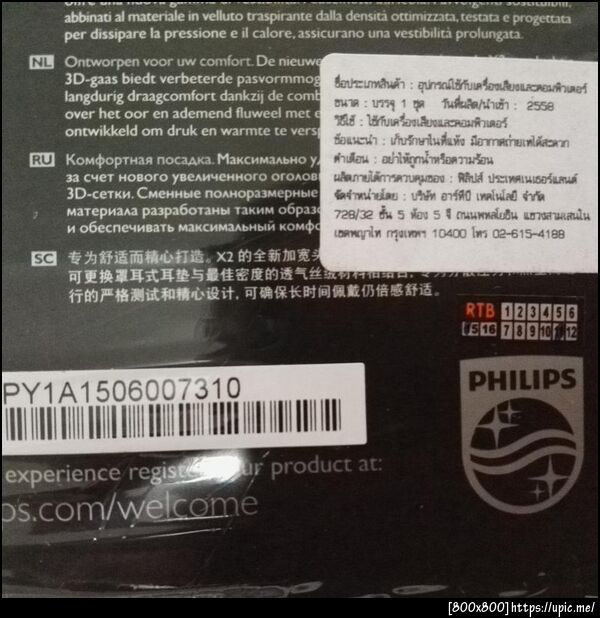 abbinati al materiale in velluto traspirante dalla densità ottimizzata, testata e progettata
per dissipare la pressione e il calore, assicurano una vestibilità prolungata.
NL Ontworpen voor uw comfort. De nieuwe
3D-gaas biedt verbeterde pasvormmog
langdurig draagcomfort dankzij de comb
over het oor en ademend fluweel met e
ontwikkeld om druk en warmte te versp
RU Комфортная посадка. Максимально уд
за счет нового увеличенного оголов
3D-сетки. Сменные полноразмерные
материала разработаны таким образо
и обеспечивать максимальный комфо
SC 专为舒适而精心打造。X2 的全新加宽头
可更换罩耳式耳垫与最佳密度的透气丝绒材料相结合
行的严格测试和精心设计，可确保长时间佩戴仍倍感舒适。
ชื่อประเภทสินค้า : อุปกรณ์ใช้กับเครื่องเสียงและคอมพิวเตอร์
ขนาด : บรรจุ 1 ชุด วันที่ผลิต/นำเข้า : 2558
วิธีใช้ : ใช้กับเครื่องเสียงและคอมพิวเตอร์
ข้อแนะนำ : เก็บรักษาในที่แห้ง มีอากาศถ่ายเทได้สะดวก
คำเตือน : อย่าให้ถูกน้ำหรือความร้อน
ผลิตภายใต้การควบคุมของ : ฟิลิปส์ ประเทศเนเธอร์แลนด์
จัดจำหน่ายโดย : บริษัท อาร์ทีบี เทคโนโลยี จำกัด
728/32 ชั้น 5 ห้อง 5 จี ถนนพหลโยธิน แขวงสามเสนใน
เขตพญาไท กรุงเทพฯ 10400 โทร 02-615-4188
RTB 1 2 3 4 5 6
15 16 7 8 9 10 11 12
PHILIPS
PY1A1506007310
experience register your product at:
ps.com/welcome
[800x800] https://upic.me/